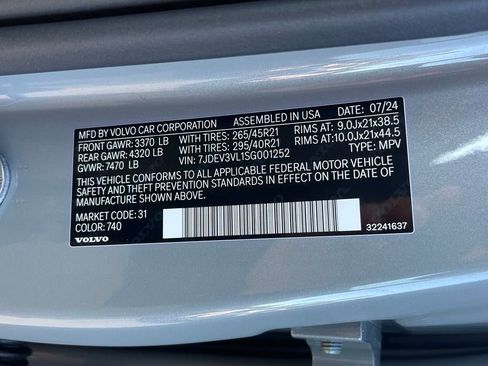 MFD BY VOLVO CAR CORPORATION ASSEMBLED IN USA DATE: 07/24
FRONT GAWR: 3370 LB WITH TIRES: 265/45R21 RIMS AT: 9.0Jx21x38.5
REAR GAWR: 4320 LB WITH TIRES: 295/40R21 RIMS AT: 10.0Jx21x44.5
GVWR: 7470 LB VIN: 7JDEV3VL1SG001252 TYPE: MPV
THIS VEHICLE CONFORMS TO ALL APPLICABLE FEDERAL MOTOR VEHICLE
SAFETY AND THEFT PREVENTION STANDARDS IN EFFECT ON THE DATE OF
MANUFACTURE SHOWN ABOVE.
MARKET CODE: 31
COLOR: 740
VOLVO 32241637